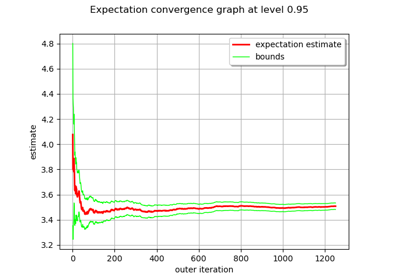 Expectation convergence graph at level 0.95
expectation estimate
bounds
estimate
4.8
4.6
4.4
4.2
4.0
3.8
3.6
3.4
3.2
0 200 400 600 800 1000 1200
outer iteration